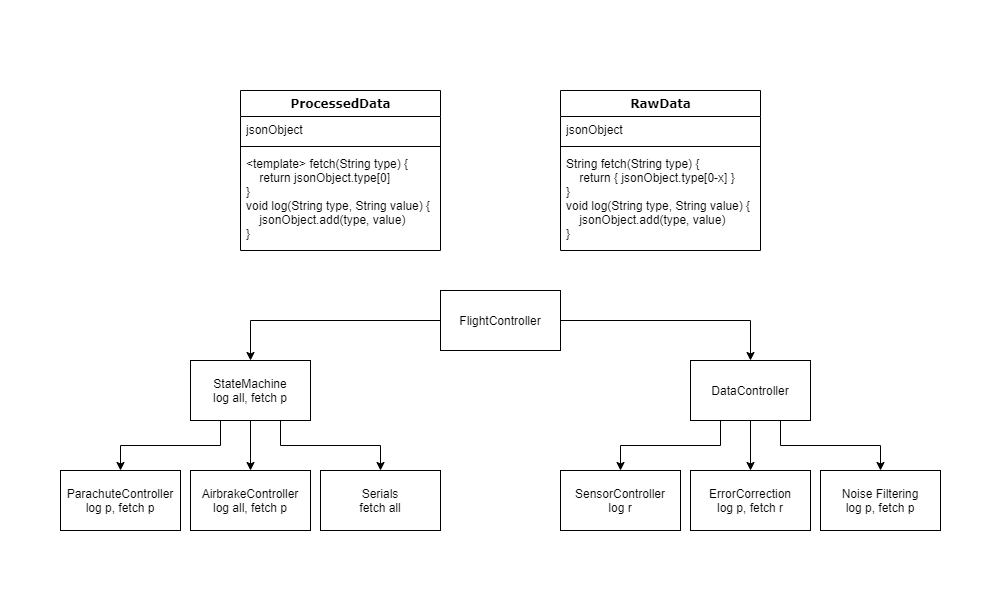 ProcessedData
jsonObject
<template> fetch(String type) {
return jsonObject.type[0]
}
void log(String type, String value) {
jsonObject.add(type, value)
}
RawData
jsonObject
String fetch(String type) {
return { jsonObject.type[0-x] }
}
void log(String type, String value) {
jsonObject.add(type, value)
}
FlightController
StateMachine
log all, fetch p
DataController
ParachuteController
log p, fetch p
AirbrakeController
log all, fetch p
Serials
fetch all
SensorController
log r
ErrorCorrection
log p, fetch r
Noise Filtering
log p, fetch p